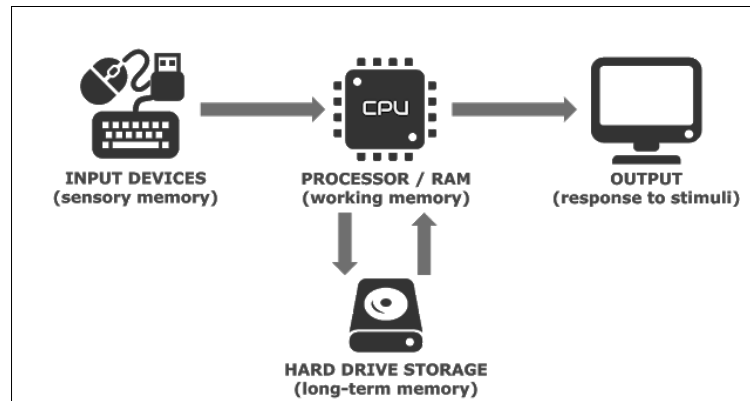 CPU
INPUT DEVICES
(sensory memory)
PROCESSOR / RAM
(working memory)
OUTPUT
(response to stimuli)
HARD DRIVE STORAGE
(long-term memory)